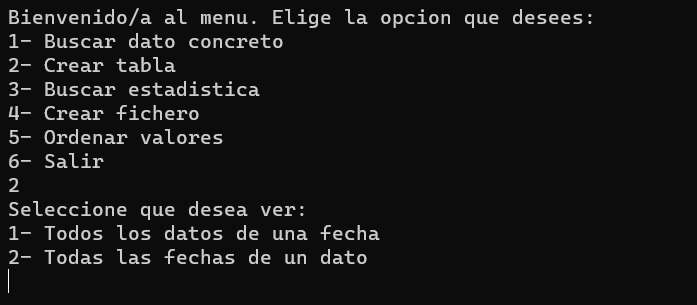 Bienvenido/a al menu. Elige la opcion que desees:
1- Buscar dato concreto
2- Crear tabla
3- Buscar estadistica
4- Crear fichero
5- Ordenar valores
6- Salir
2
Seleccione que desea ver:
1- Todos los datos de una fecha
2- Todas las fechas de un dato